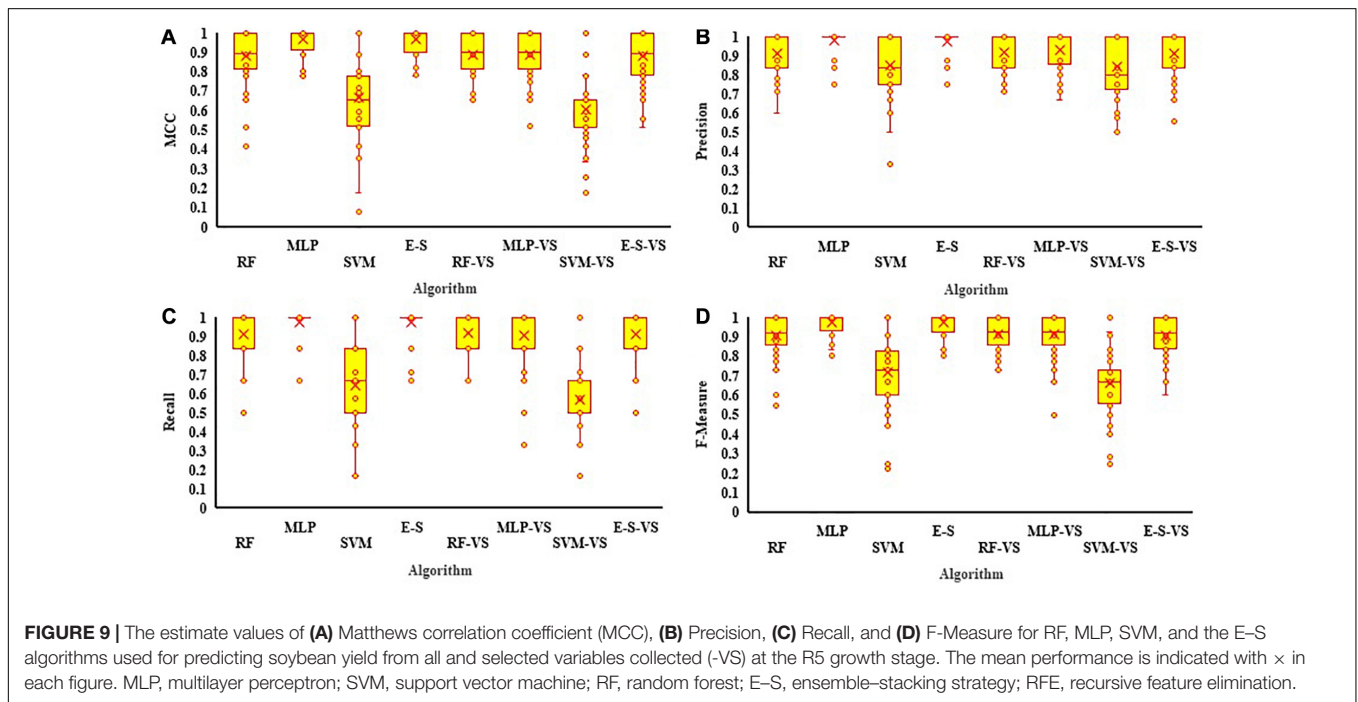 A
MCC
1
0.9
0.8
0.7
0.6
0.5
0.4
0.3
0.2
0.1
0
RF
MLP
SVM
E-S
RF-VS
MLP-VS
SVM-VS
E-S-VS
Algorithm
B
Precision
1
0.9
0.8
0.7
0.6
0.5
0.4
0.3
0.2
0.1
0
RF
MLP
SVM
E-S
RF-VS
MLP-VS
SVM-VS
E-S-VS
Algorithm
C
Recall
1
0.9
0.8
0.7
0.6
0.5
0.4
0.3
0.2
0.1
0
RF
MLP
SVM
E-S
RF-VS
MLP-VS
SVM-VS
E-S-VS
Algorithm
D
F-Measure
1
0.9
0.8
0.7
0.6
0.5
0.4
0.3
0.2
0.1
0
RF
MLP
SVM
E-S
RF-VS
MLP-VS
SVM-VS
E-S-VS
Algorithm
FIGURE 9 | The estimate values of (A) Matthews correlation coefficient (MCC), (B) Precision, (C) Recall, and (D) F-Measure for RF, MLP, SVM, and the E–S
algorithms used for predicting soybean yield from all and selected variables collected (-VS) at the R5 growth stage. The mean performance is indicated with × in
each figure. MLP, multilayer perceptron; SVM, support vector machine; RF, random forest; E–S, ensemble–stacking strategy; RFE, recursive feature elimination.